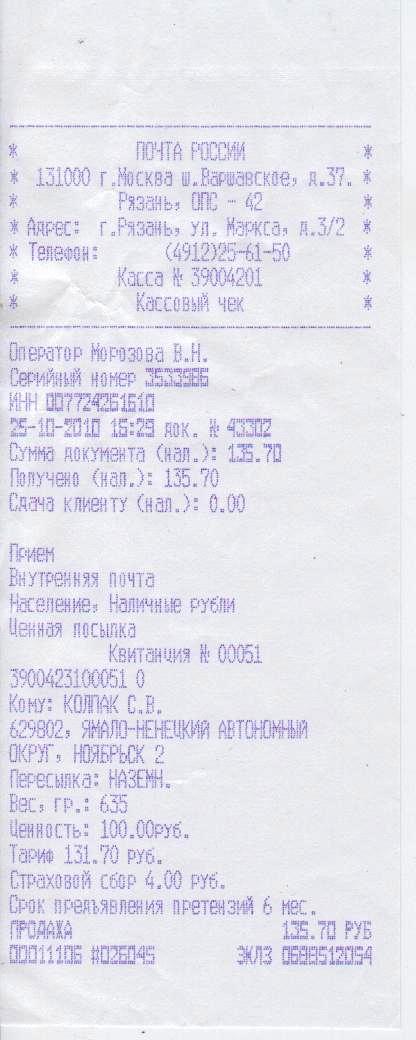 * ПОЧТА РОССИИ *
* 131000 г.Москва ш.Варшавское, д.37. *
* Рязань, ОПС - 42 *
* Адрес: г.Рязань, ул. Маркса, д.3/2 *
* Телефон: (4912)25-61-50 *
* Касса № 39004201 *
* Кассовый чек *
Оператор Морозова В.Н.
Серийный номер 3533986
ИНН 007724261610
25-10-2010 16:29 док. № 43302
Сумма документа (нал.): 135.70
Получено (нал.): 135.70
Сдача клиенту (нал.): 0.00
Прием
Внутренняя почта
Население, Наличные рубли
Ценная посылка
Квитанция № 00051
3900423100051 0
Кому: КОЛПАК С.В.
629802, ЯМАЛО-НЕНЕЦКИЙ АВТОНОМНЫЙ
ОКРУГ, НОЯБРЬСК 2
Пересылка: НАЗЕМН.
Вес, гр.: 635
Ценность: 100.00руб.
Тариф 131.70 руб.
Страховой сбор 4.00 руб.
Срок предъявления претензий 6 мес.
ПРОДАЖА 135.70 РУБ
00011106 #026045 ЭКЛЗ 0688512054